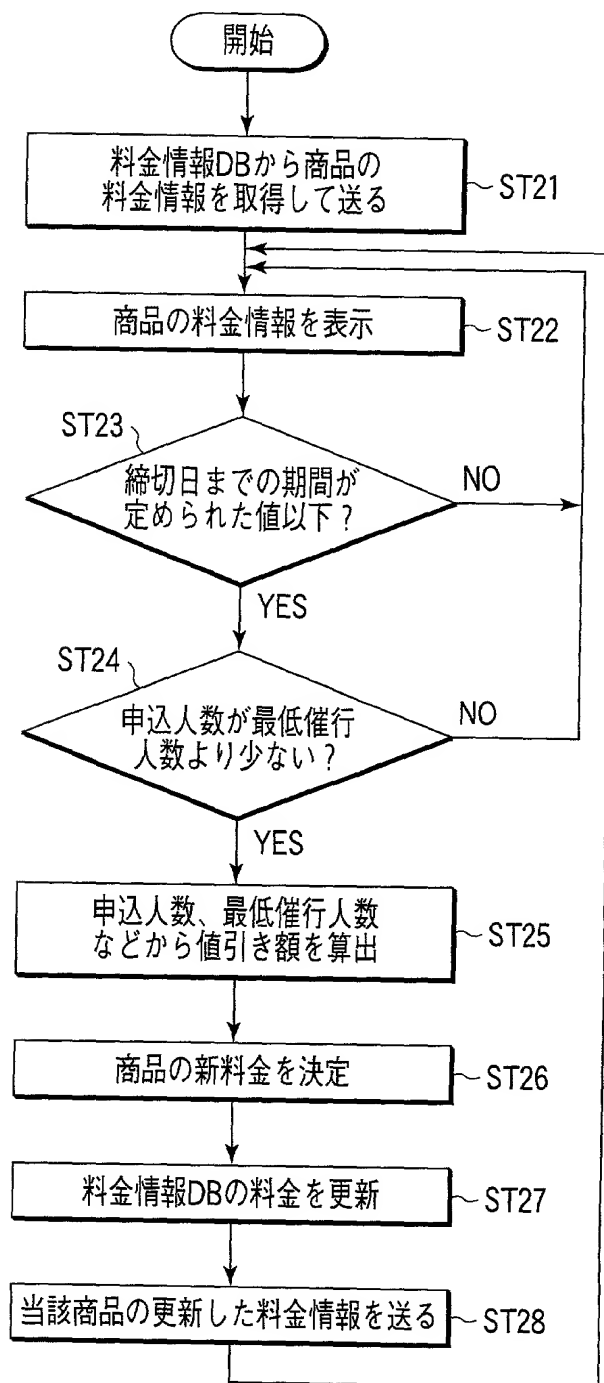 開始
料金情報DBから商品の
料金情報を取得して送る
ST21
商品の料金情報を表示
ST22
ST23
締切日までの期間が
定められた値以下?
NO
YES
ST24
申込人数が最低催行
人数より少ない?
NO
YES
申込人数、最低催行人数
などから値引き額を算出
ST25
商品の新料金を決定
ST26
料金情報DBの料金を更新
ST27
当該商品の更新した料金情報を送る
ST28